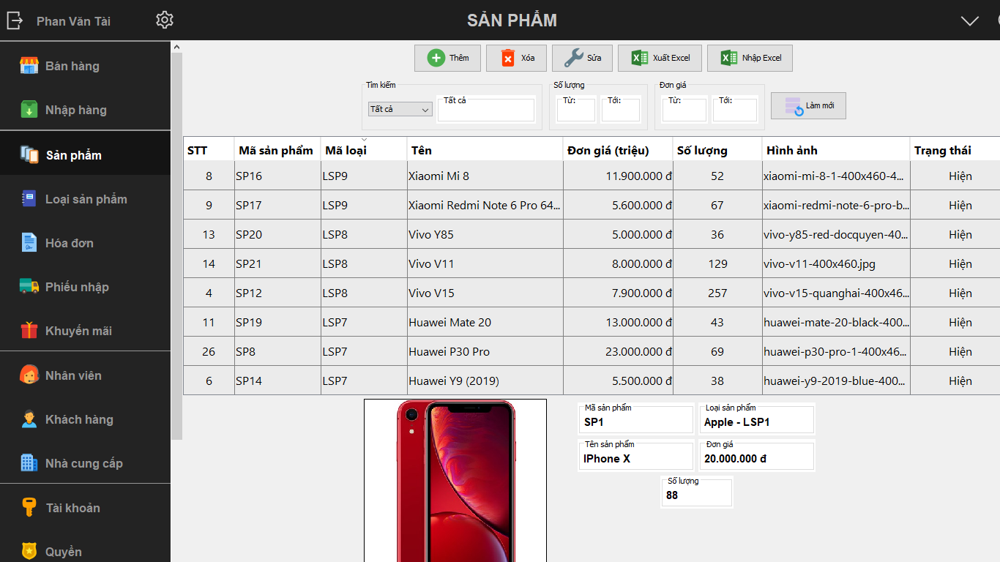 Phan Văn Tài
SẢN PHẨM
Bán hàng
Nhập hàng
Sản phẩm
Loại sản phẩm
Hóa đơn
Phiếu nhập
Khuyến mãi
Nhân viên
Khách hàng
Nhà cung cấp
Tài khoản
Quyền
Thêm Xóa Sửa Xuất Excel Nhập Excel
Tìm kiếm Số lượng Đơn giá
Tất cả Tất cả Từ: Tới: Từ: Tới: Làm mới
STT Mã sản phẩm Mã loại Tên Đơn giá (triệu) Số lượng Hình ảnh Trạng thái
8 SP16 LSP9 Xiaomi Mi 8 11.900.000 đ 52 xiaomi-mi-8-1-400x460-4... Hiện
9 SP17 LSP9 Xiaomi Redmi Note 6 Pro 64... 5.600.000 đ 67 xiaomi-redmi-note-6-pro-b... Hiện
13 SP20 LSP8 Vivo Y85 5.000.000 đ 36 vivo-y85-red-docquyen-40... Hiện
14 SP21 LSP8 Vivo V11 8.000.000 đ 129 vivo-v11-400x460.jpg Hiện
4 SP12 LSP8 Vivo V15 7.900.000 đ 257 vivo-v15-quanghai-400x46... Hiện
11 SP19 LSP7 Huawei Mate 20 13.000.000 đ 43 huawei-mate-20-black-400... Hiện
26 SP8 LSP7 Huawei P30 Pro 23.000.000 đ 69 huawei-p30-pro-1-400x46... Hiện
6 SP14 LSP7 Huawei Y9 (2019) 5.500.000 đ 38 huawei-y9-2019-blue-400... Hiện
Mã sản phẩm Loại sản phẩm
SP1 Apple - LSP1
Tên sản phẩm Đơn giá
IPhone X 20.000.000 đ
Số lượng
88